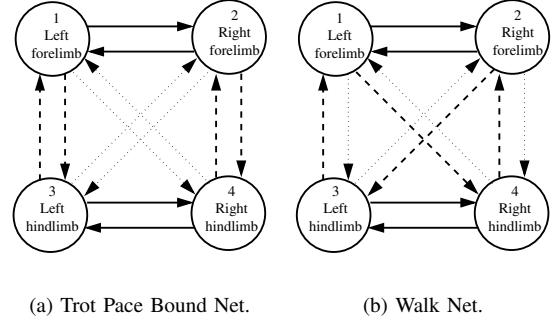 1
Left
forelimb
2
Right
forelimb
3
Left
hindlimb
4
Right
hindlimb
1
Left
forelimb
2
Right
forelimb
3
Left
hindlimb
4
Right
hindlimb
(a) Trot Pace Bound Net.
(b) Walk Net.